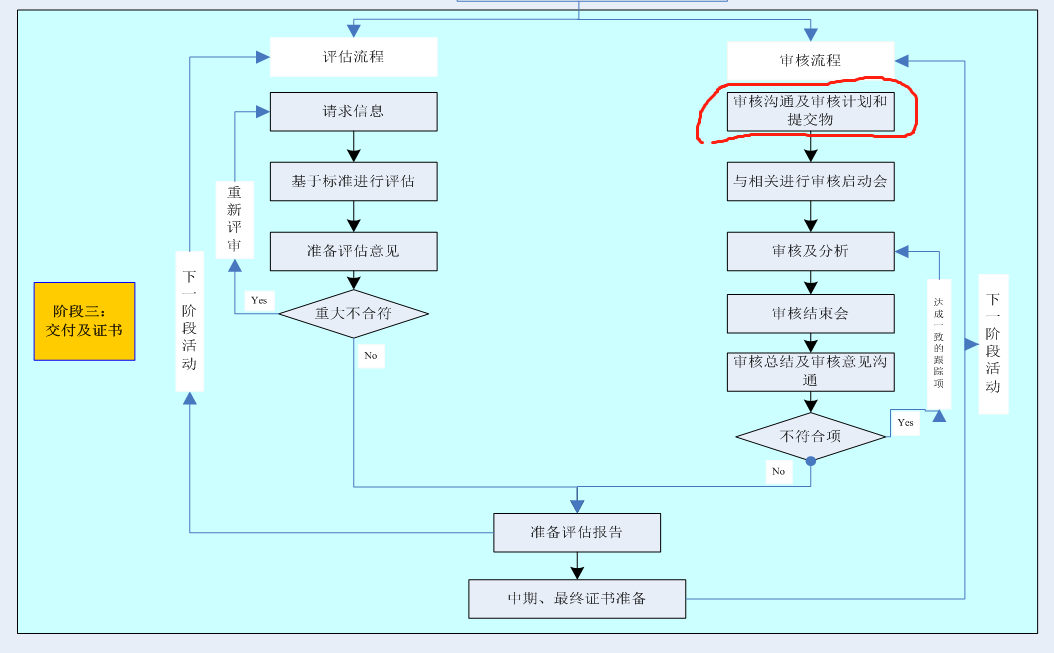 评估流程
审核流程
请求信息
审核沟通及审核计划和
提交物
基于标准进行评估
与相关进行审核启动会
重新评审
准备评估意见
审核及分析
下一阶段活动
阶段三：
交付及证书
Yes
重大不合符
No
审核结束会
达成一致的跟踪项
下一阶段活动
审核总结及审核意见沟
通
不符合项
Yes
No
准备评估报告
中期、最终证书准备